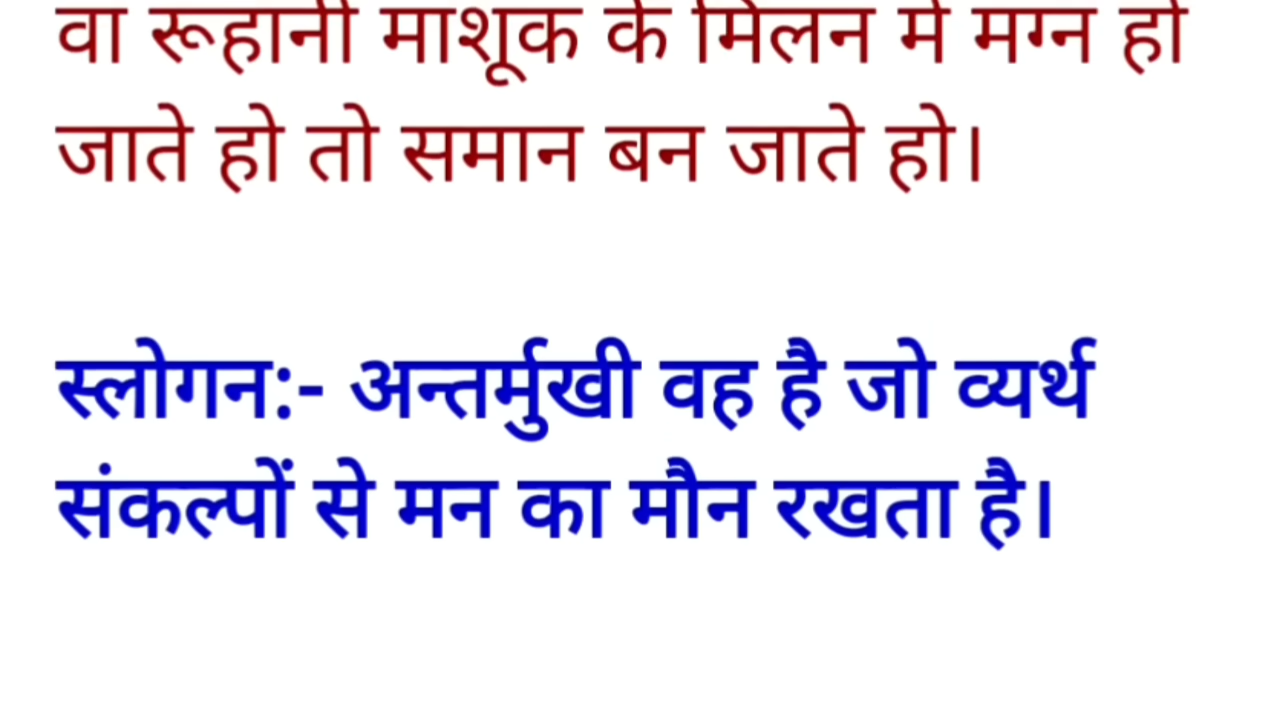 वा रूहानी माशूक के मिलन में मग्न हो
जाते हो तो समान बन जाते हो।
स्लोगन:- अन्तर्मुखी वह है जो व्यर्थ
संकल्पों से मन का मौन रखता है।